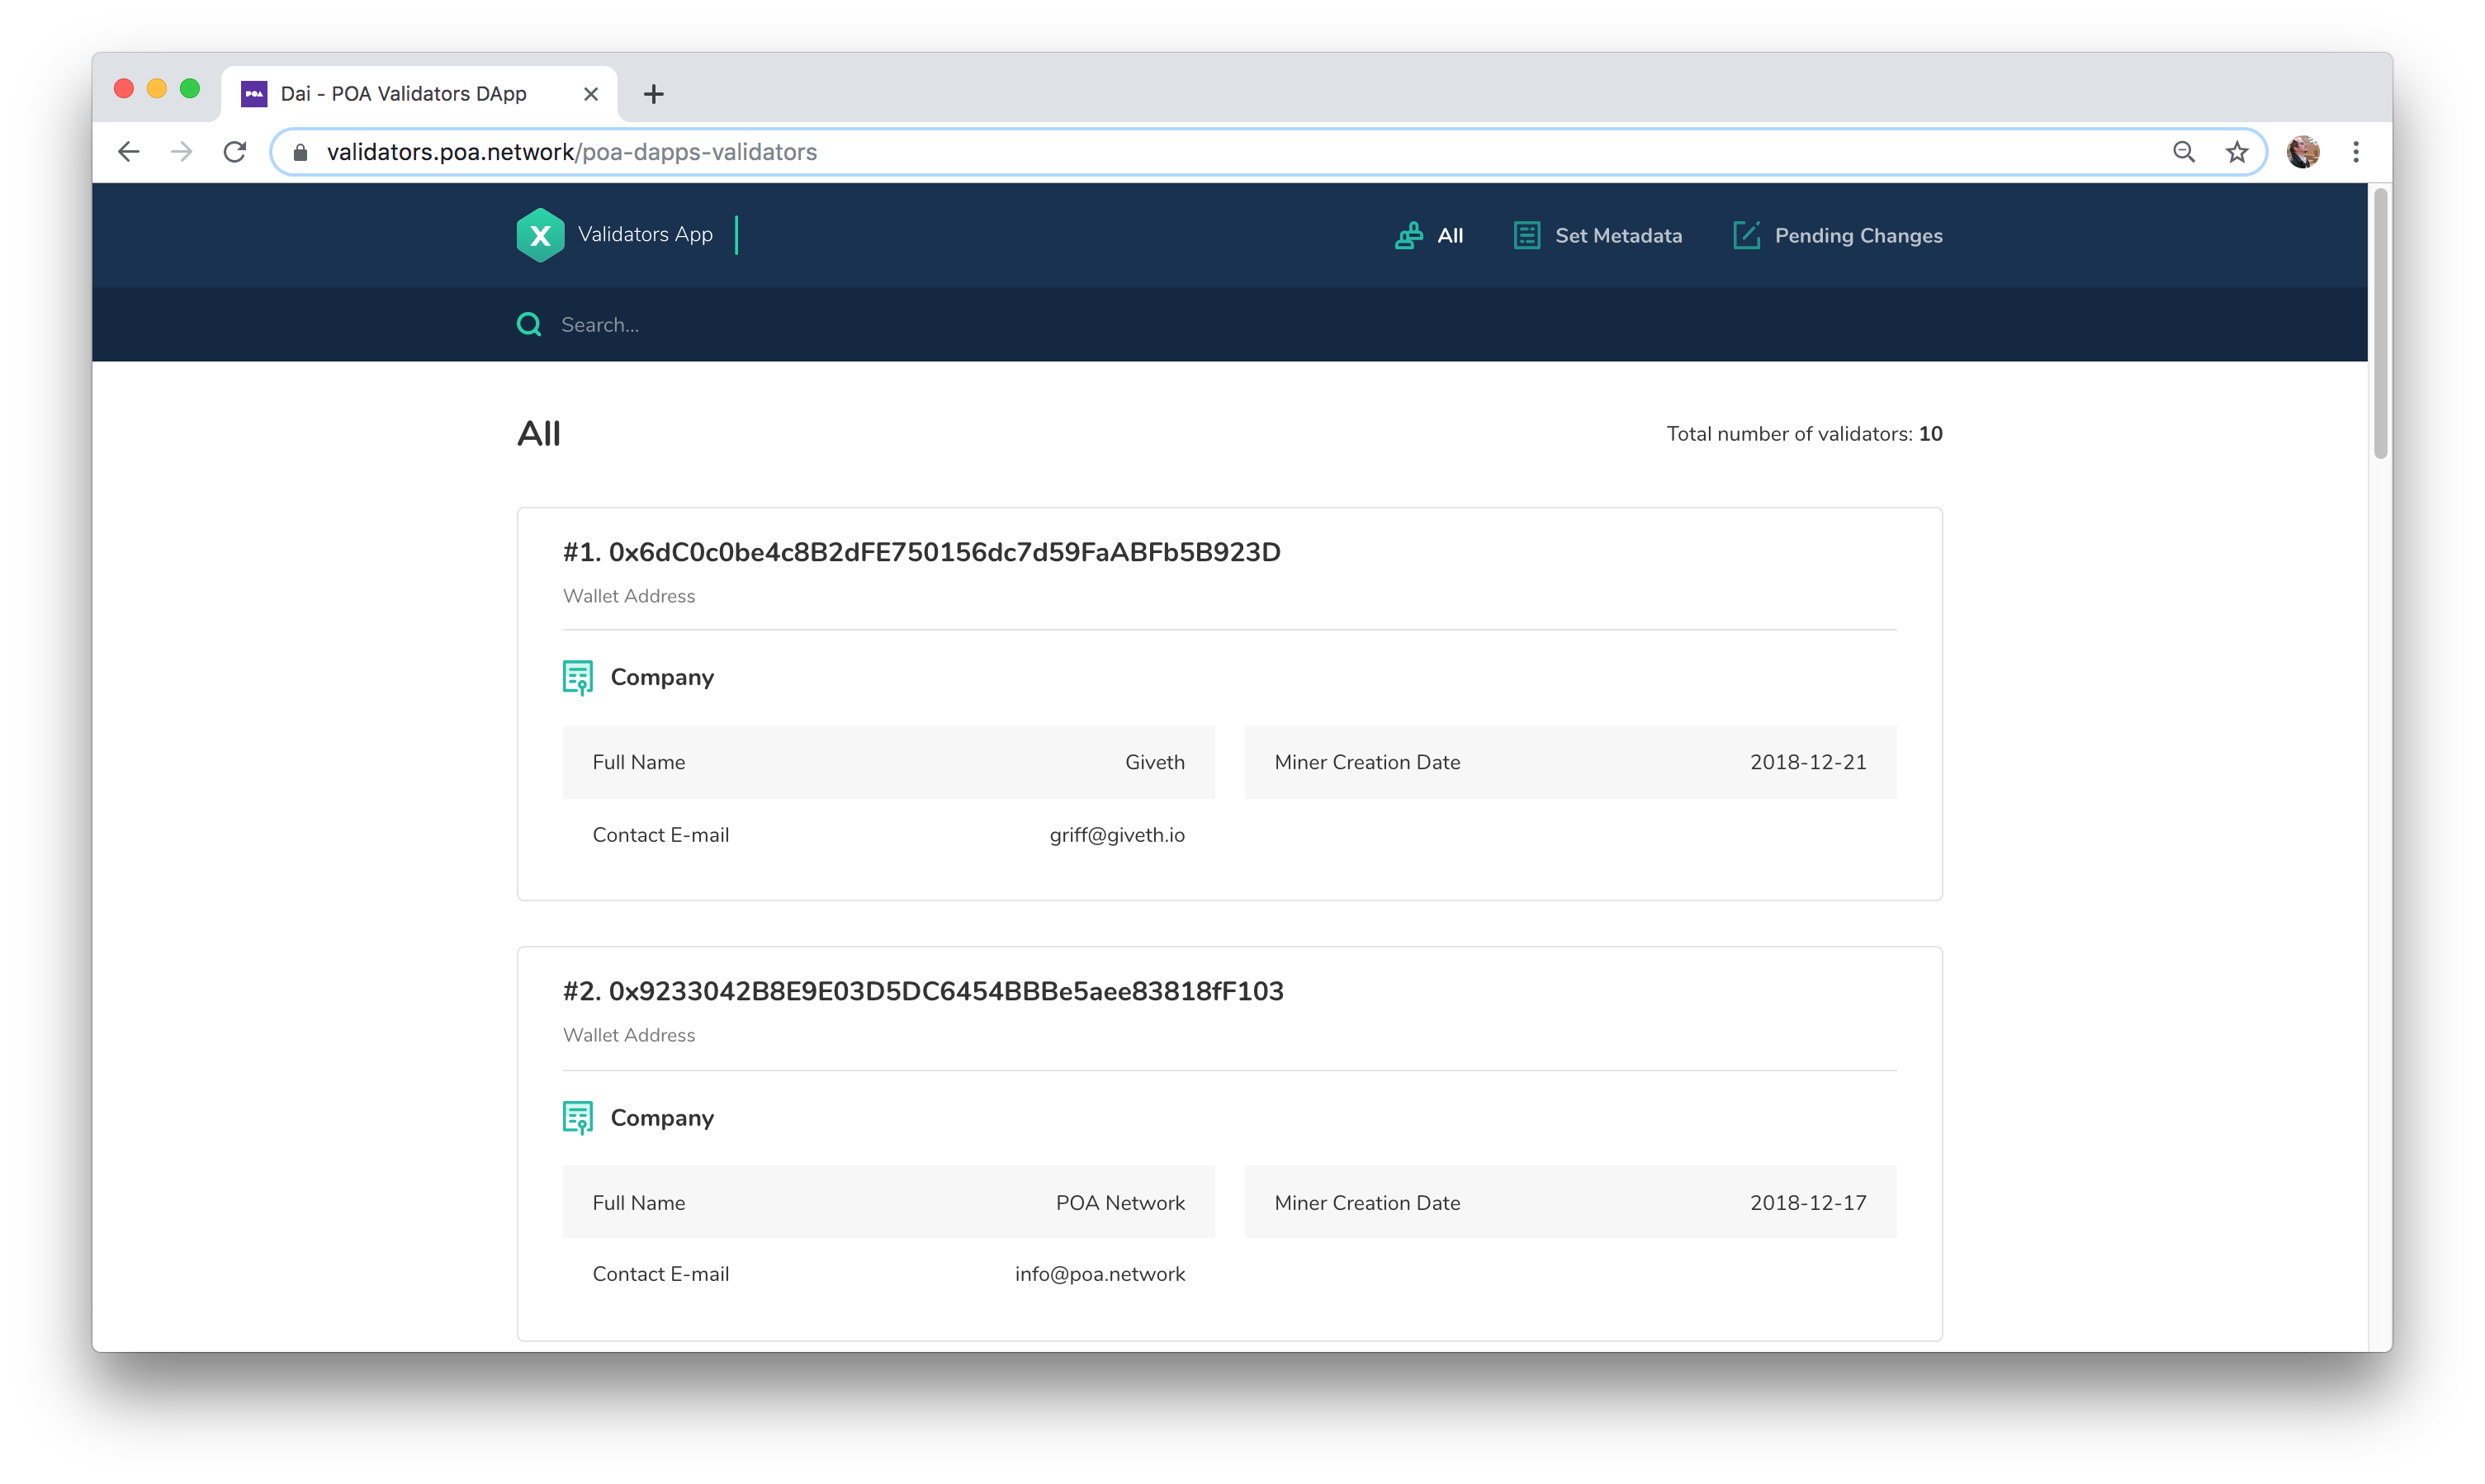 POA Dai - POA Validators DApp
validators.poa.network/poa-dapps-validators
X Validators App All Set Metadata Pending Changes
Search...
All Total number of validators: 10
#1. 0x6dC0c0be4c8B2dFE750156dc7d59FaABFb5B923D
Wallet Address
Company
Full Name Giveth Miner Creation Date 2018-12-21
Contact E-mail griff@giveth.io
#2. 0x9233042B8E9E03D5DC6454BBBe5aee83818fF103
Wallet Address
Company
Full Name POA Network Miner Creation Date 2018-12-17
Contact E-mail info@poa.network